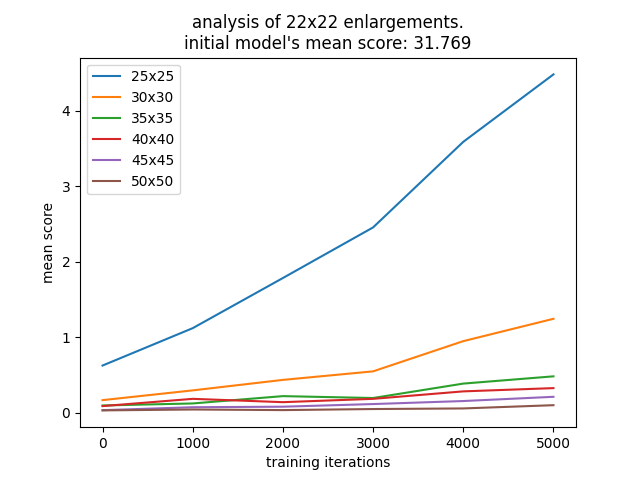 analysis of 22x22 enlargements.
initial model's mean score: 31.769
25x25
30x30
35x35
40x40
45x45
50x50
4
3
2
1
0
mean score
0 1000 2000 3000 4000 5000
training iterations